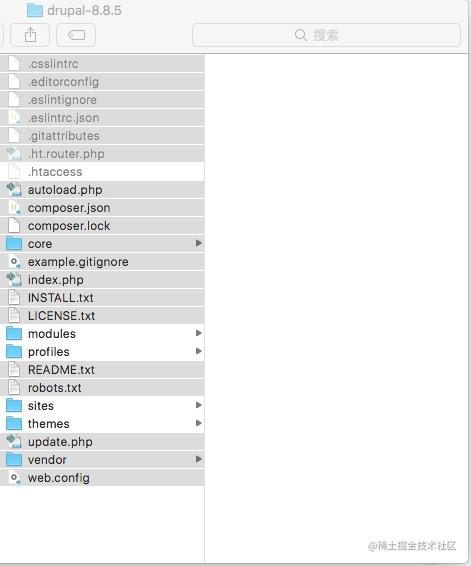 drupal-8.8.5
搜索
.csslintrc
.editorconfig
.eslintignore
.eslintrc.json
.gitattributes
.ht.router.php
.htaccess
autoload.php
composer.json
composer.lock
core
example.gitignore
index.php
INSTALL.txt
LICENSE.txt
modules
profiles
README.txt
robots.txt
sites
themes
update.php
vendor
web.config
@稀土掘金技术社区